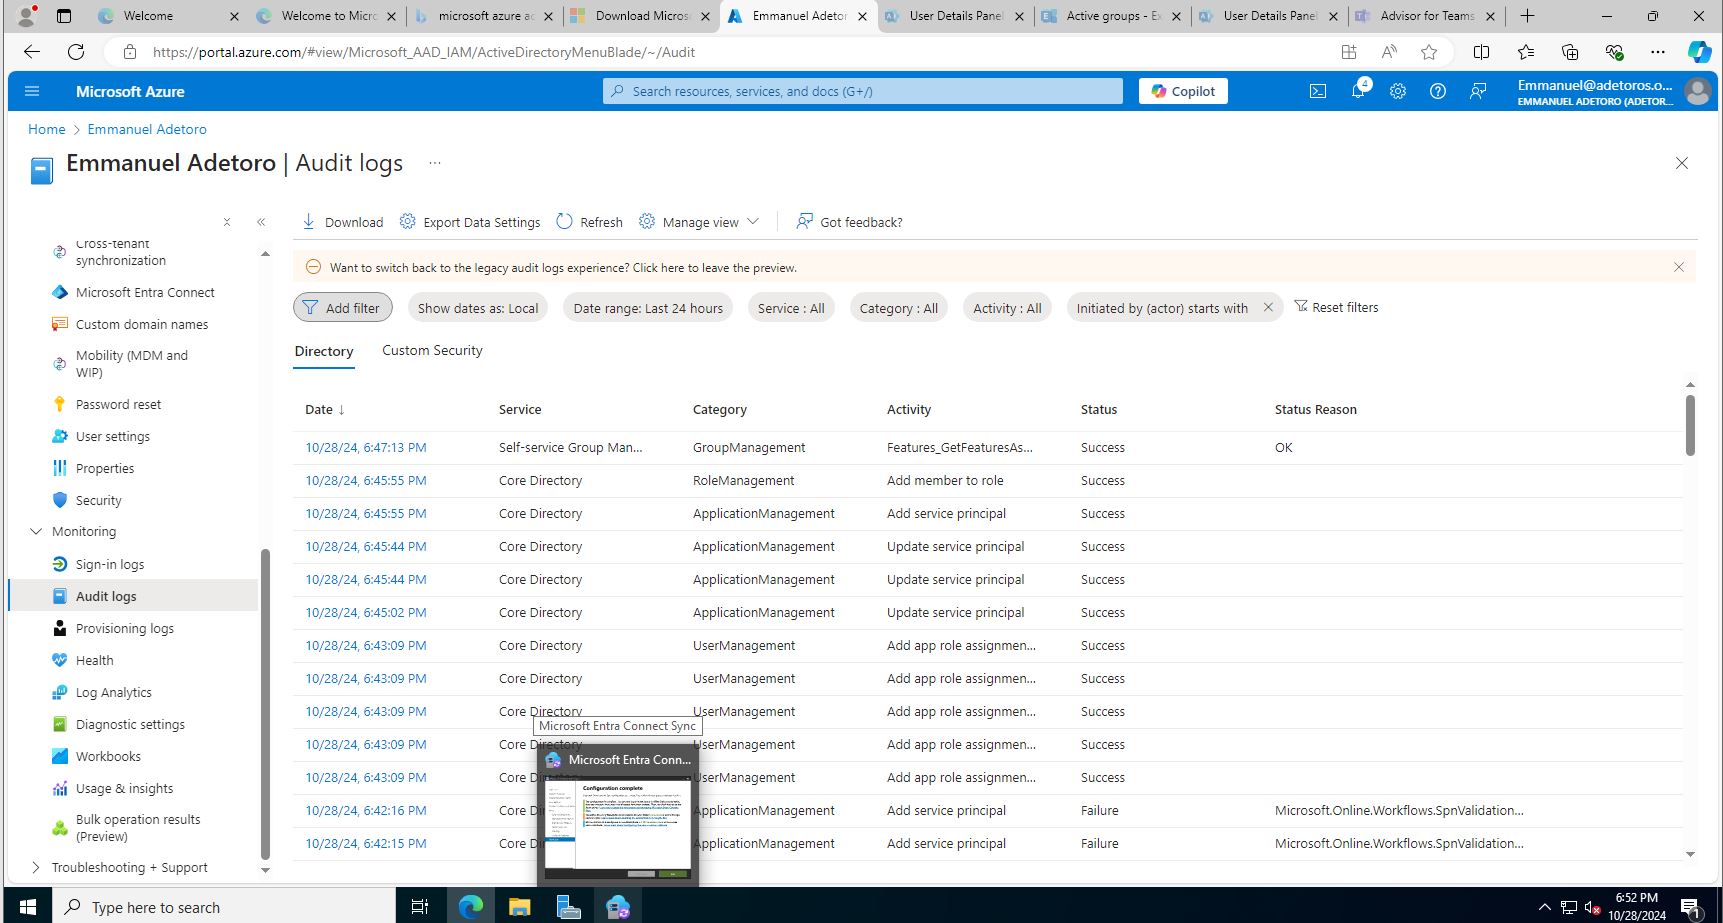 Welcome
Welcome to Micro
microsoft azure ac
Download Microso
Emmanuel Adetor
User Details Panel
Active groups - Ex
User Details Panel
Advisor for Teams
https://portal.azure.com/#view/Microsoft_AAD_IAM/ActiveDirectoryMenuBlade/~/Audit
Microsoft Azure
Search resources, services, and docs (G+/)
Copilot
4
Emmanuel@adetoros.o...
EMMANUEL ADETORO (ADETOR...
Home > Emmanuel Adetoro
Emmanuel Adetoro | Audit logs ...
Download
Export Data Settings
Refresh
Manage view
Got feedback?
Want to switch back to the legacy audit logs experience? Click here to leave the preview.
Add filter
Show dates as: Local
Date range: Last 24 hours
Service : All
Category : All
Activity : All
Initiated by (actor) starts with
Reset filters
Directory
Custom Security
Cross-tenant
synchronization
Microsoft Entra Connect
Custom domain names
Mobility (MDM and
WIP)
Password reset
User settings
Properties
Security
Monitoring
Sign-in logs
Audit logs
Provisioning logs
Health
Log Analytics
Diagnostic settings
Workbooks
Usage & insights
Bulk operation results
(Preview)
Troubleshooting + Support
Date ↓ Service Category Activity Status Status Reason
10/28/24, 6:47:13 PM Self-service Group Man... GroupManagement Features_GetFeaturesAs... Success OK
10/28/24, 6:45:55 PM Core Directory RoleManagement Add member to role Success
10/28/24, 6:45:55 PM Core Directory ApplicationManagement Add service principal Success
10/28/24, 6:45:44 PM Core Directory ApplicationManagement Update service principal Success
10/28/24, 6:45:44 PM Core Directory ApplicationManagement Update service principal Success
10/28/24, 6:45:02 PM Core Directory ApplicationManagement Update service principal Success
10/28/24, 6:43:09 PM Core Directory UserManagement Add app role assignmen... Success
10/28/24, 6:43:09 PM Core Directory UserManagement Add app role assignmen... Success
10/28/24, 6:43:09 PM Core Directory UserManagement Add app role assignmen... Success
10/28/24, 6:43:09 PM Core Directory UserManagement Add app role assignmen... Success
10/28/24, 6:43:09 PM Core Di UserManagement Add app role assignmen... Success
10/28/24, 6:42:16 PM Core Di ApplicationManagement Add service principal Failure Microsoft.Online.Workflows.SpnValidation...
10/28/24, 6:42:15 PM Core Di ApplicationManagement Add service principal Failure Microsoft.Online.Workflows.SpnValidation...
Microsoft Entra Connect Sync
Microsoft Entra Conn...
Configuration complete
Type here to search
6:52 PM
10/28/2024
1